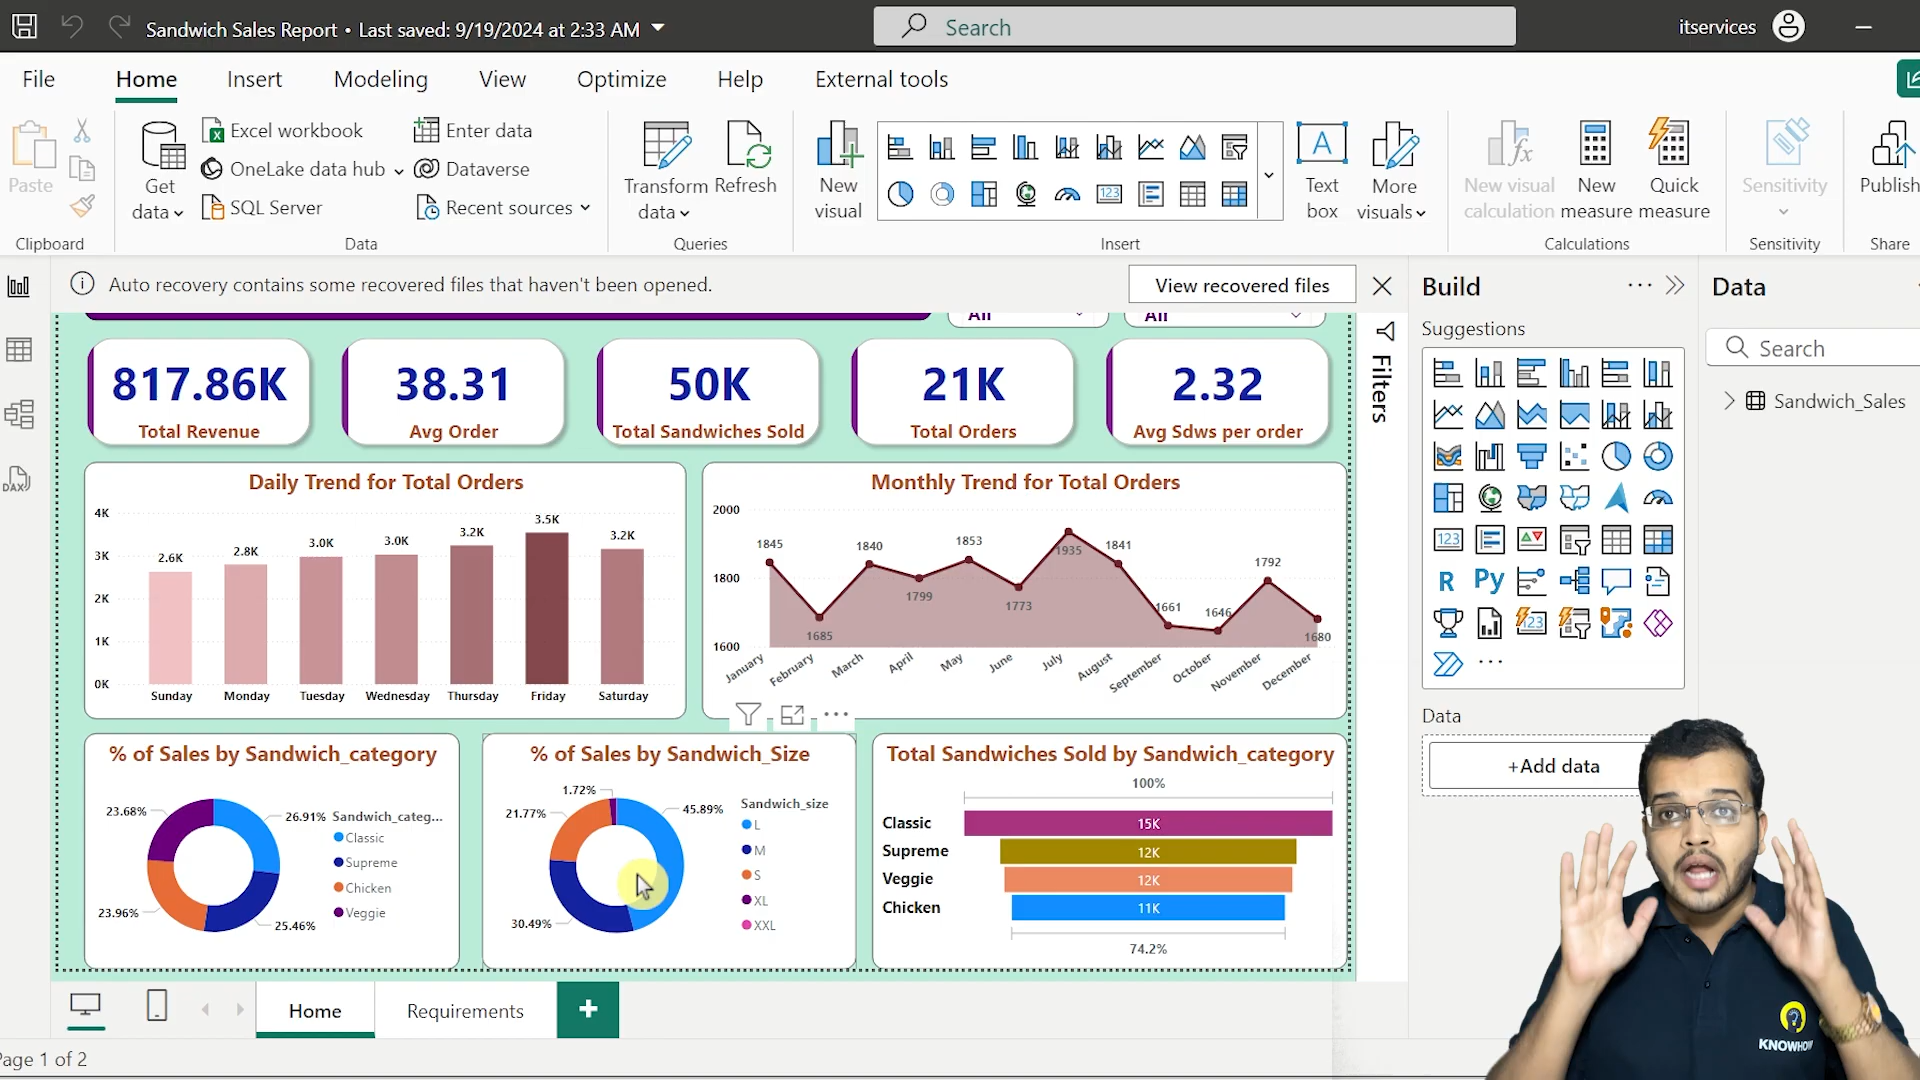 Sandwich Sales Report • Last saved: 9/19/2024 at 2:33 AM
Search
itservices
File
Home
Insert
Modeling
View
Optimize
Help
External tools
Paste
Get data
Excel workbook
OneLake data hub
SQL Server
Enter data
Dataverse
Recent sources
Transform data
Refresh
New visual
Text box
More visuals
New visual calculation
New measure
Quick measure
Sensitivity
Publish
Clipboard
Data
Queries
Insert
Calculations
Sensitivity
Share
Auto recovery contains some recovered files that haven't been opened.
View recovered files
All
All
817.86K
Total Revenue
38.31
Avg Order
50K
Total Sandwiches Sold
21K
Total Orders
2.32
Avg Sdws per order
Daily Trend for Total Orders
4K
3K
2K
1K
0K
2.6K
2.8K
3.0K
3.0K
3.2K
3.5K
3.2K
Sunday
Monday
Tuesday
Wednesday
Thursday
Friday
Saturday
Monthly Trend for Total Orders
2000
1800
1600
1845
1685
1840
1799
1853
1773
1935
1841
1661
1646
1792
1680
January
February
March
April
May
June
July
August
September
October
November
December
% of Sales by Sandwich_category
23.68%
26.91%
23.96%
25.46%
Sandwich_categ...
Classic
Supreme
Chicken
Veggie
% of Sales by Sandwich_Size
1.72%
21.77%
45.89%
30.49%
Sandwich_size
L
M
S
XL
XXL
Total Sandwiches Sold by Sandwich_category
100%
Classic
15K
Supreme
12K
Veggie
12K
Chicken
11K
74.2%
Filters
Build
Suggestions
123
123
R
Py
123
Data
+Add data
Data
Search
Sandwich_Sales
DAX
Home
Requirements
+
Page 1 of 2
KNOWHOW